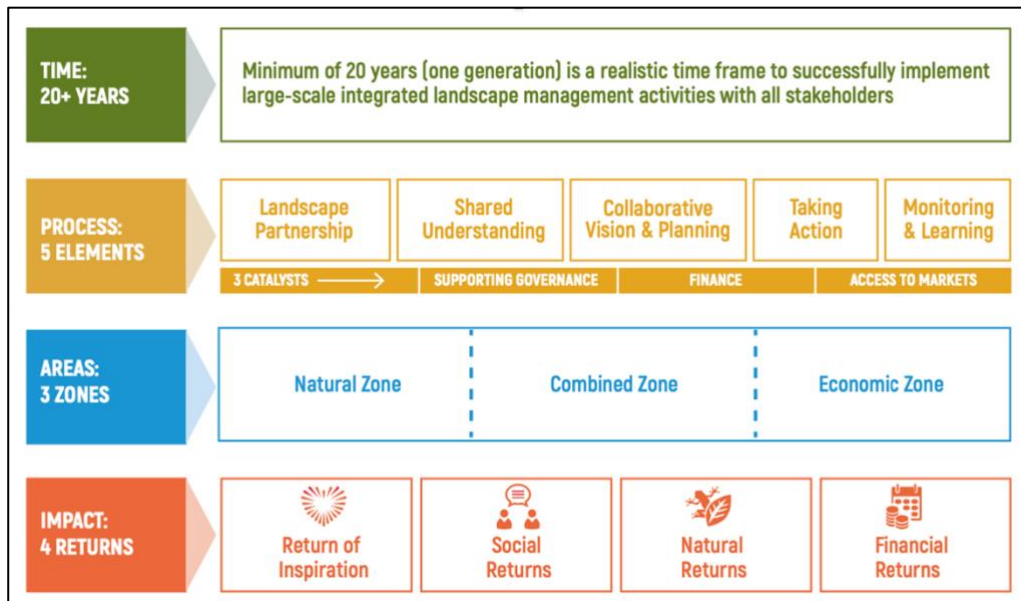 TIME:
20+ YEARS
Minimum of 20 years (one generation) is a realistic time frame to successfully implement
large-scale integrated landscape management activities with all stakeholders
PROCESS:
5 ELEMENTS
Landscape
Partnership
Shared
Understanding
Collaborative
Vision & Planning
Taking
Action
Monitoring
& Learning
3 CATALYSTS
SUPPORTING GOVERNANCE
FINANCE
ACCESS TO MARKETS
AREAS:
3 ZONES
Natural Zone
Combined Zone
Economic Zone
IMPACT:
4 RETURNS
Return of
Inspiration
Social
Returns
Natural
Returns
Financial
Returns